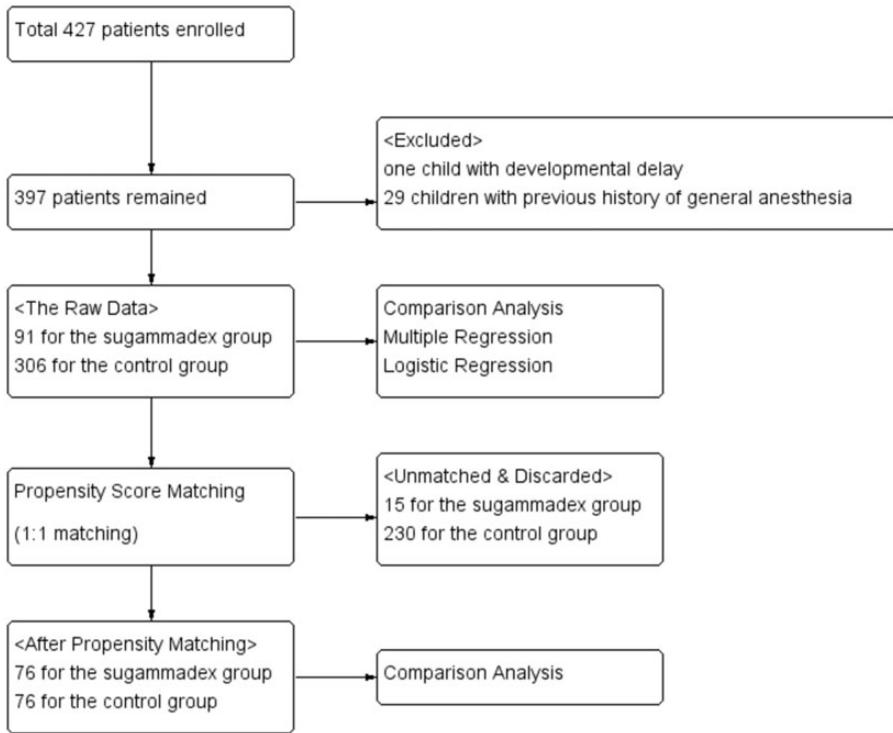 Total 427 patients enrolled
<Excluded>
one child with developmental delay
29 children with previous history of general anesthesia
397 patients remained
<The Raw Data>
91 for the sugammadex group
306 for the control group
Comparison Analysis
Multiple Regression
Logistic Regression
Propensity Score Matching
(1:1 matching)
<Unmatched & Discarded>
15 for the sugammadex group
230 for the control group
<After Propensity Matching>
76 for the sugammadex group
76 for the control group
Comparison Analysis